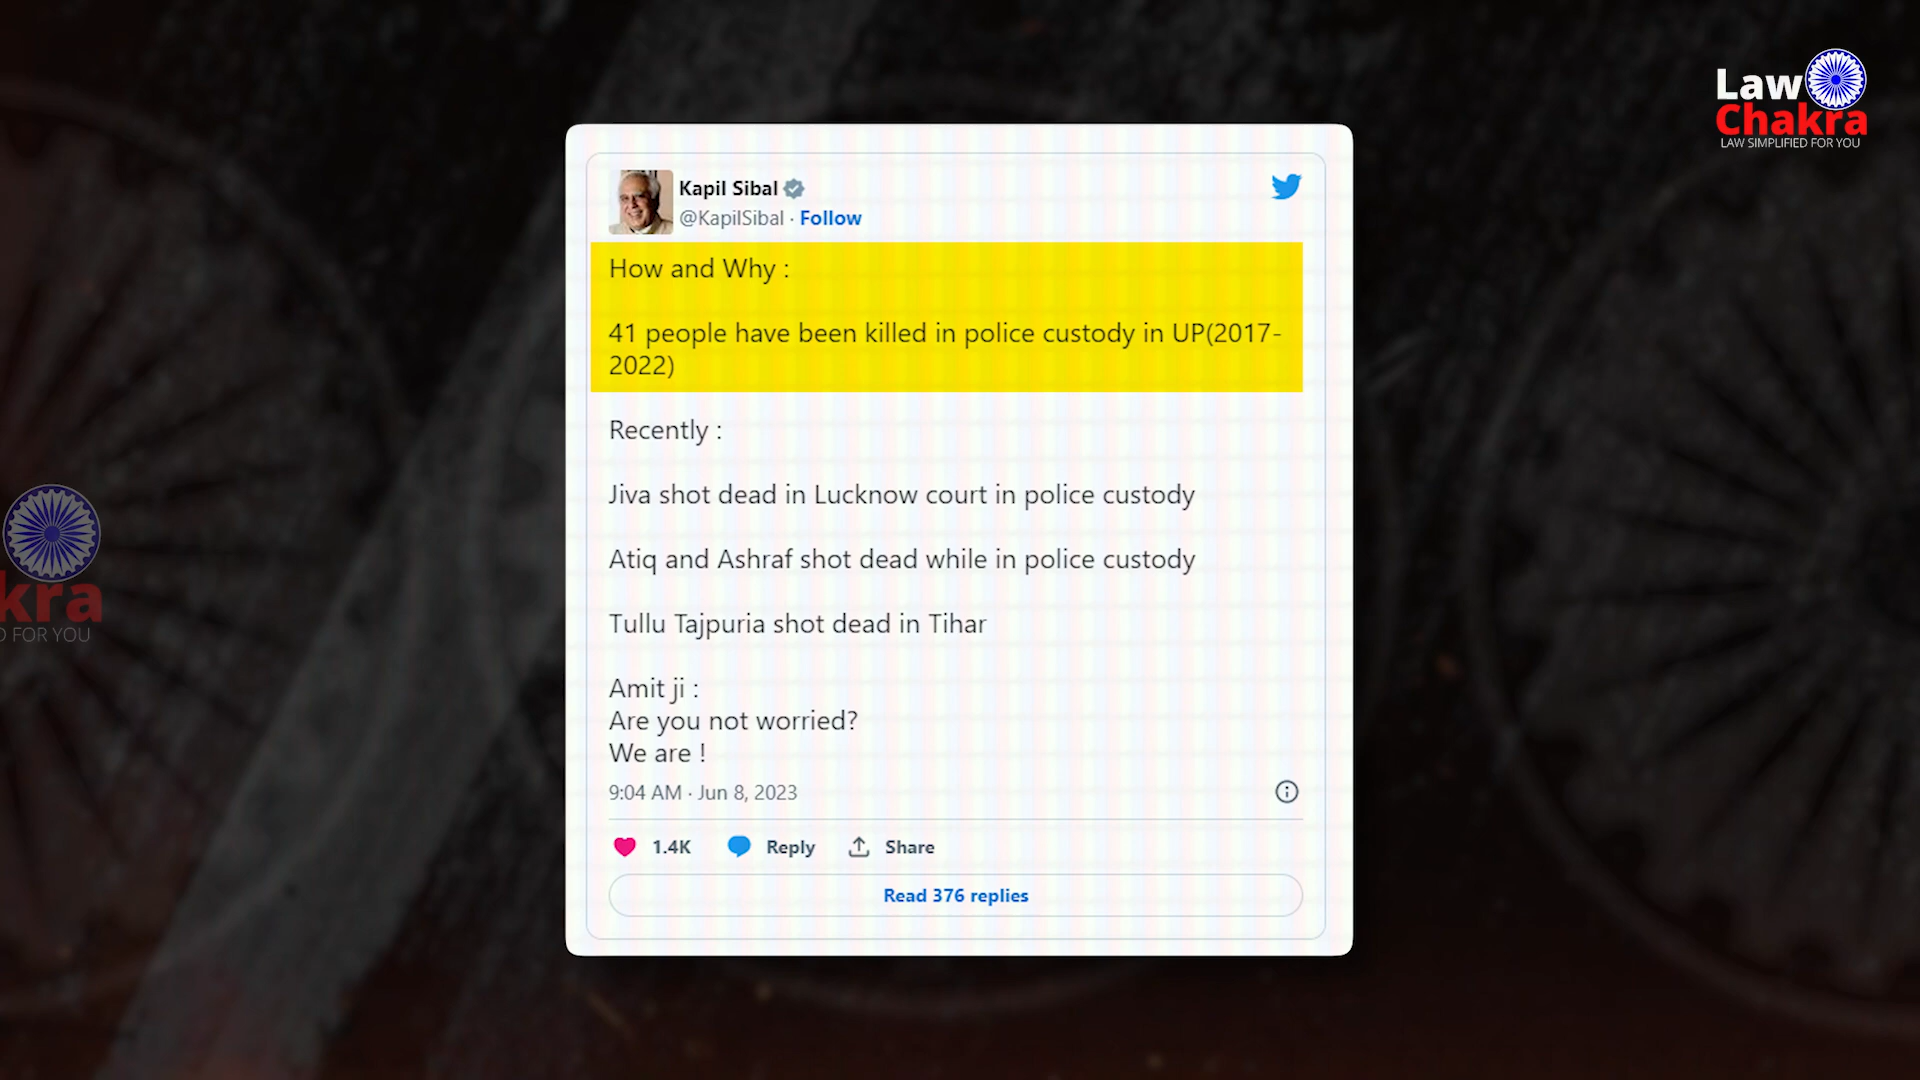 Law
Chakra
LAW SIMPLIFIED FOR YOU
Kapil Sibal
@KapilSibal · Follow
How and Why :
41 people have been killed in police custody in UP(2017-
2022)
Recently :
Jiva shot dead in Lucknow court in police custody
Atiq and Ashraf shot dead while in police custody
Tullu Tajpuria shot dead in Tihar
Amit ji :
Are you not worried?
We are !
9:04 AM · Jun 8, 2023
1.4K Reply Share
Read 376 replies
kra
D FOR YOU